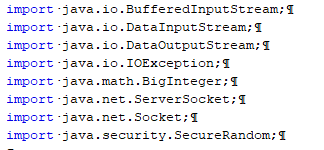 import·java.io.BufferedInputStream;¶
import·java.io.DataInputStream;¶
import·java.io.DataOutputStream;¶
import·java.io.IOException;¶
import·java.math.BigInteger;¶
import·java.net.ServerSocket;¶
import·java.net.Socket;¶
import·java.security.SecureRandom;¶